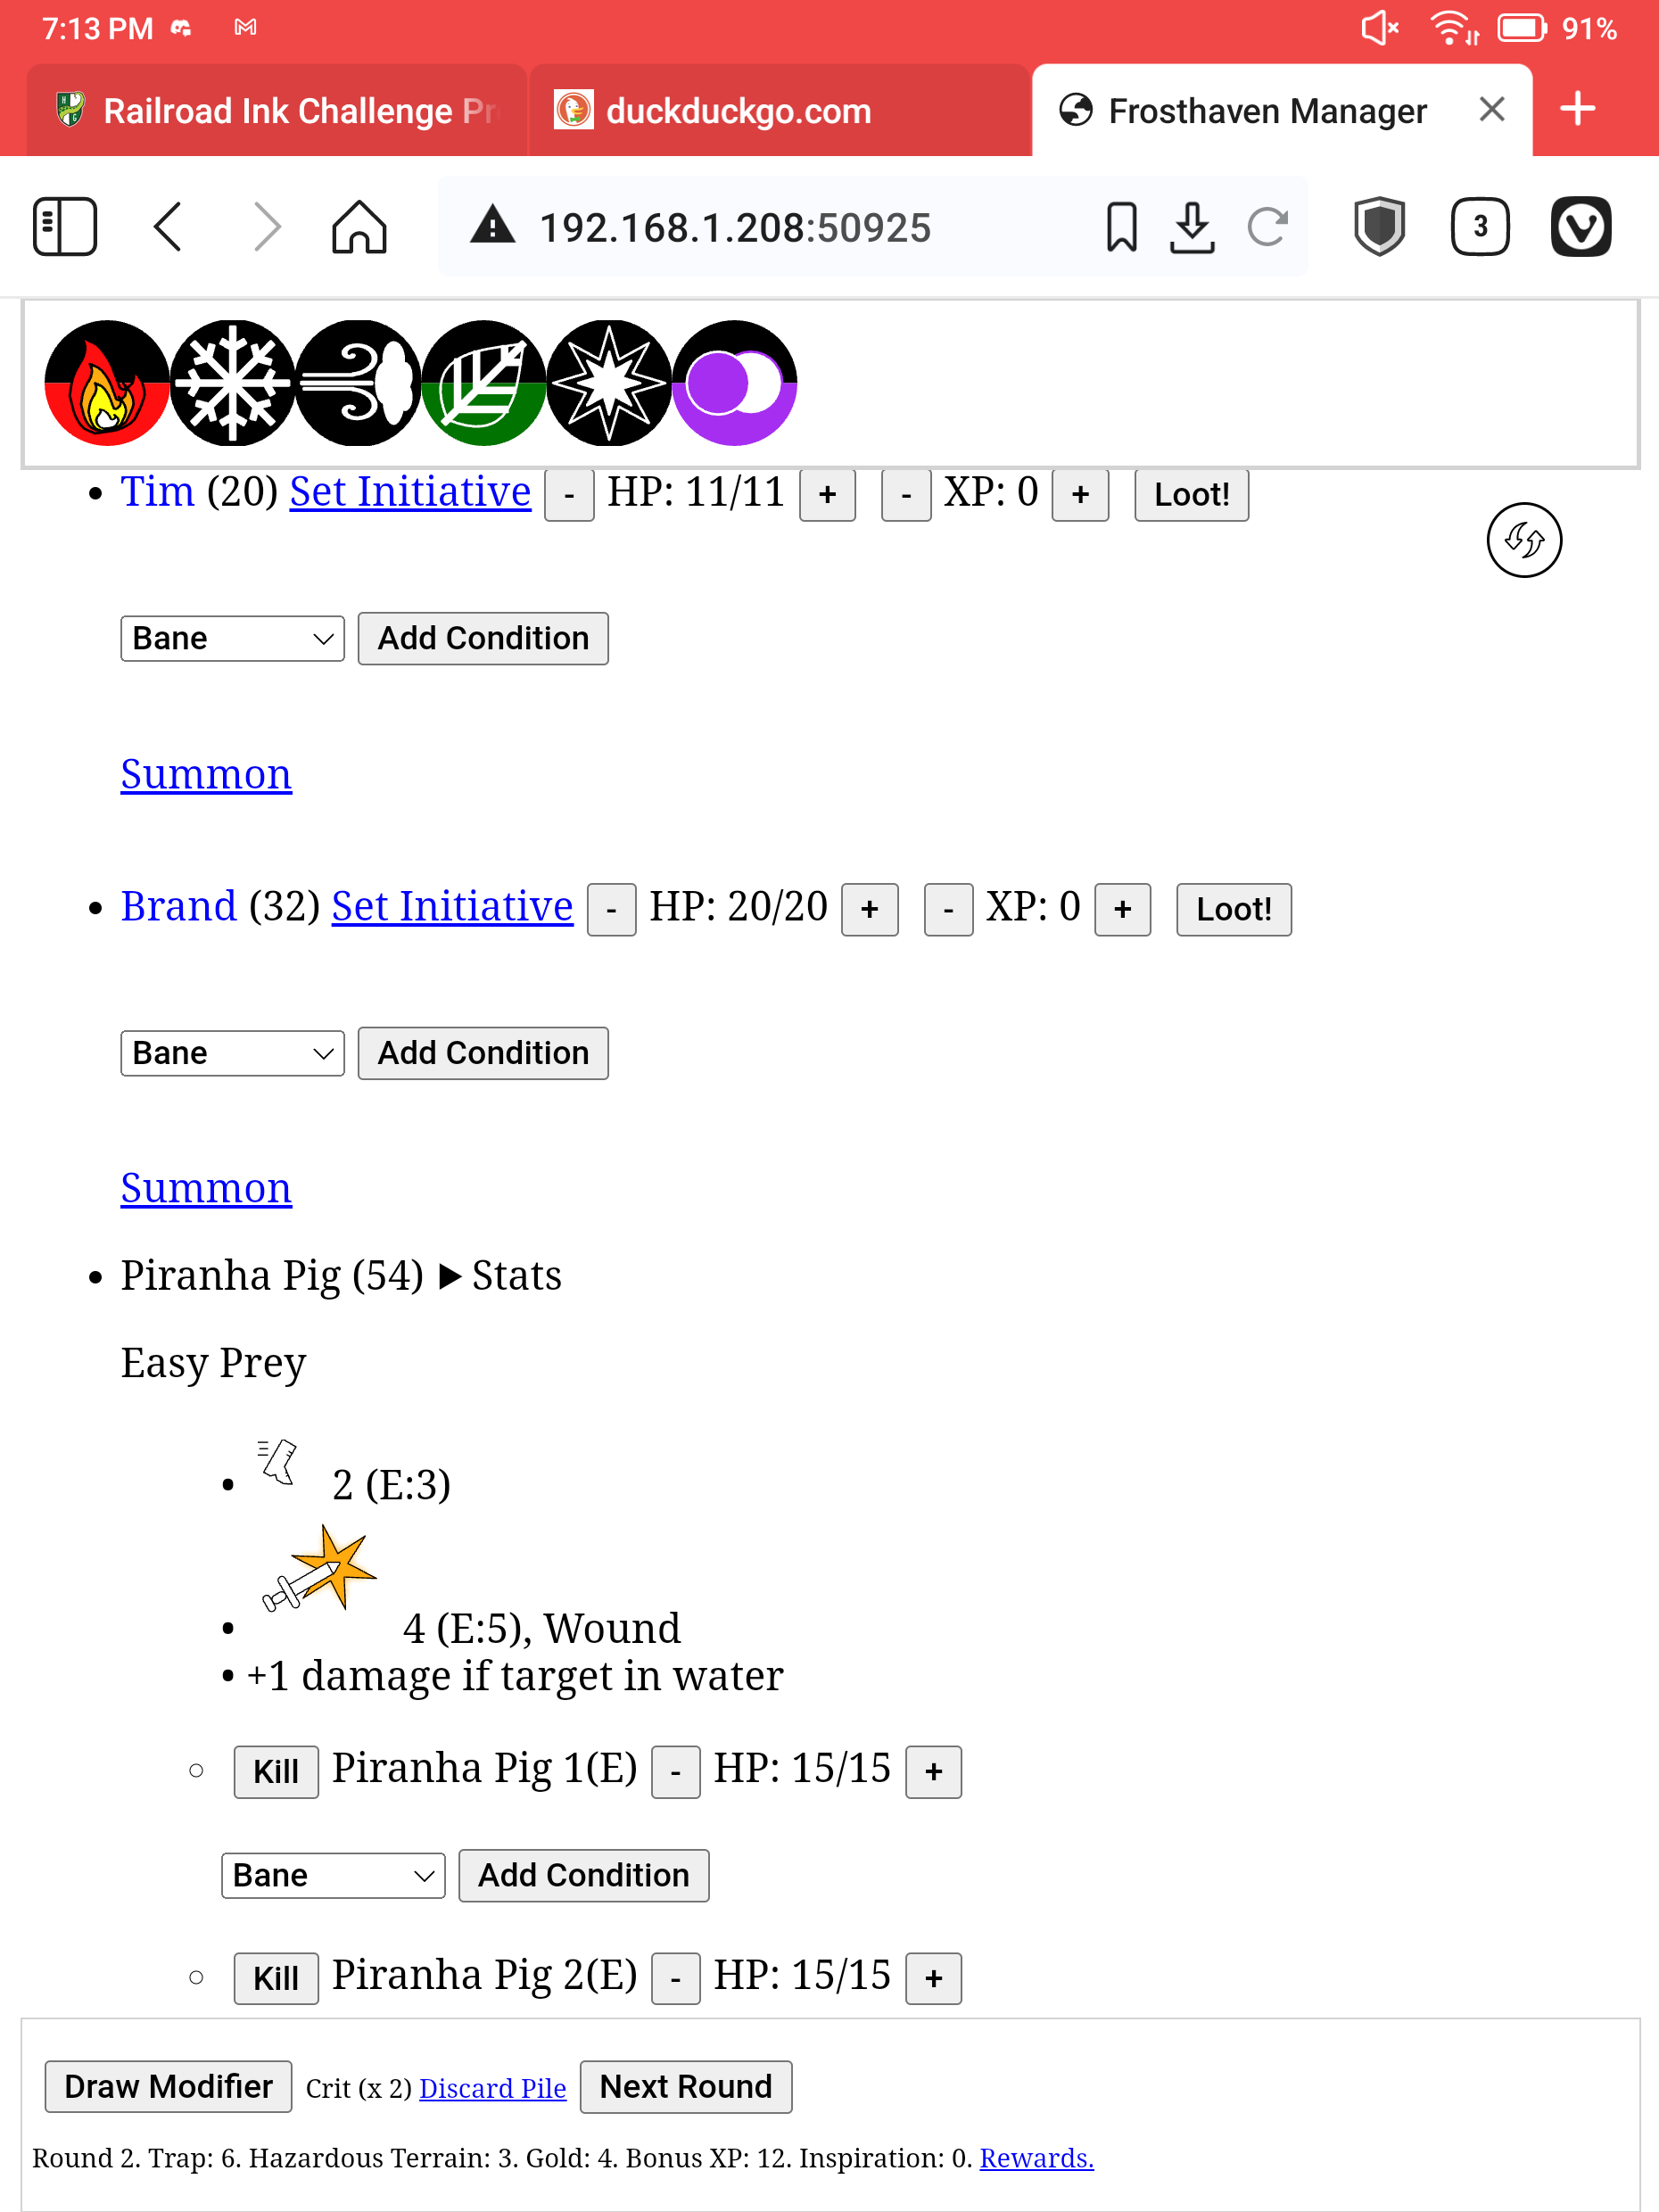 7:13 PM 91%
Railroad Ink Challenge Pr duckduckgo.com Frosthaven Manager
192.168.1.208:50925 3
• Tim (20) Set Initiative - HP: 11/11 + - XP: 0 + Loot!
Bane Add Condition
Summon
• Brand (32) Set Initiative - HP: 20/20 + - XP: 0 + Loot!
Bane Add Condition
Summon
• Piranha Pig (54) ▶ Stats
Easy Prey
• 2 (E:3)
• 4 (E:5), Wound
• +1 damage if target in water
○ Kill Piranha Pig 1(E) - HP: 15/15 +
Bane Add Condition
○ Kill Piranha Pig 2(E) - HP: 15/15 +
Draw Modifier Crit (x 2) Discard Pile Next Round
Round 2. Trap: 6. Hazardous Terrain: 3. Gold: 4. Bonus XP: 12. Inspiration: 0. Rewards.